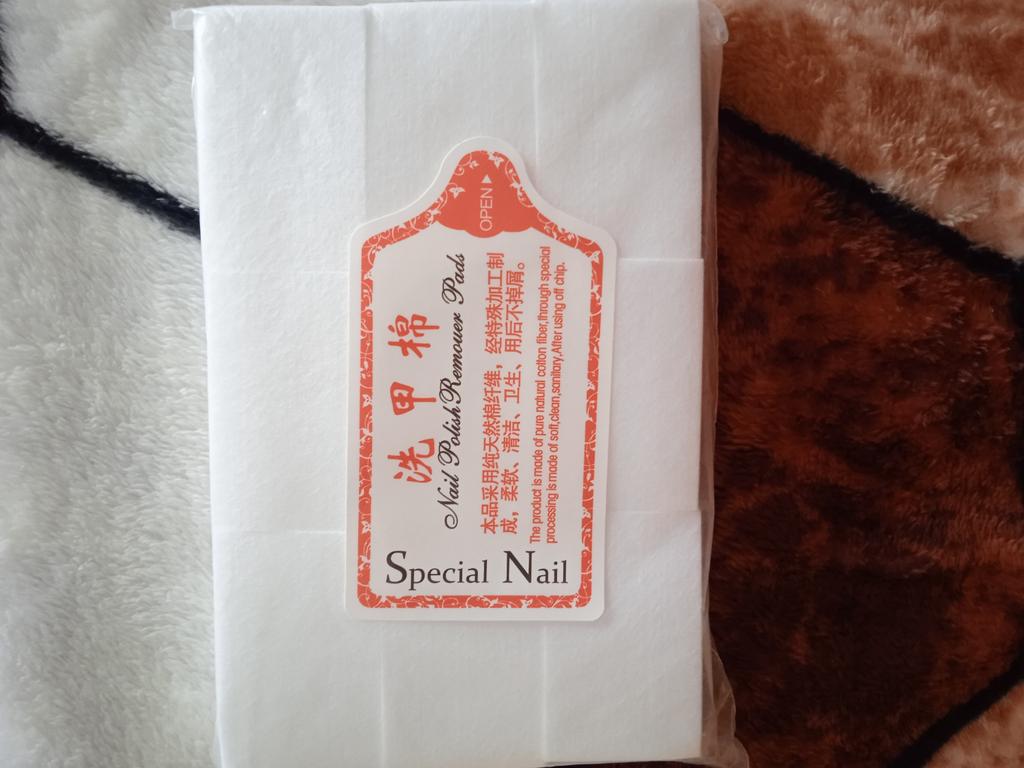 OPEN▶
洗甲棉
Nail Polish Remouer Pads
本品采用纯天然棉纤维，经特殊加工制
成，柔软、清洁、卫生、用后不掉屑。
The product is made of pure natural cotton fiber,through special
processing is made of soft,clean,sanitary,After using off chip.
Special Nail